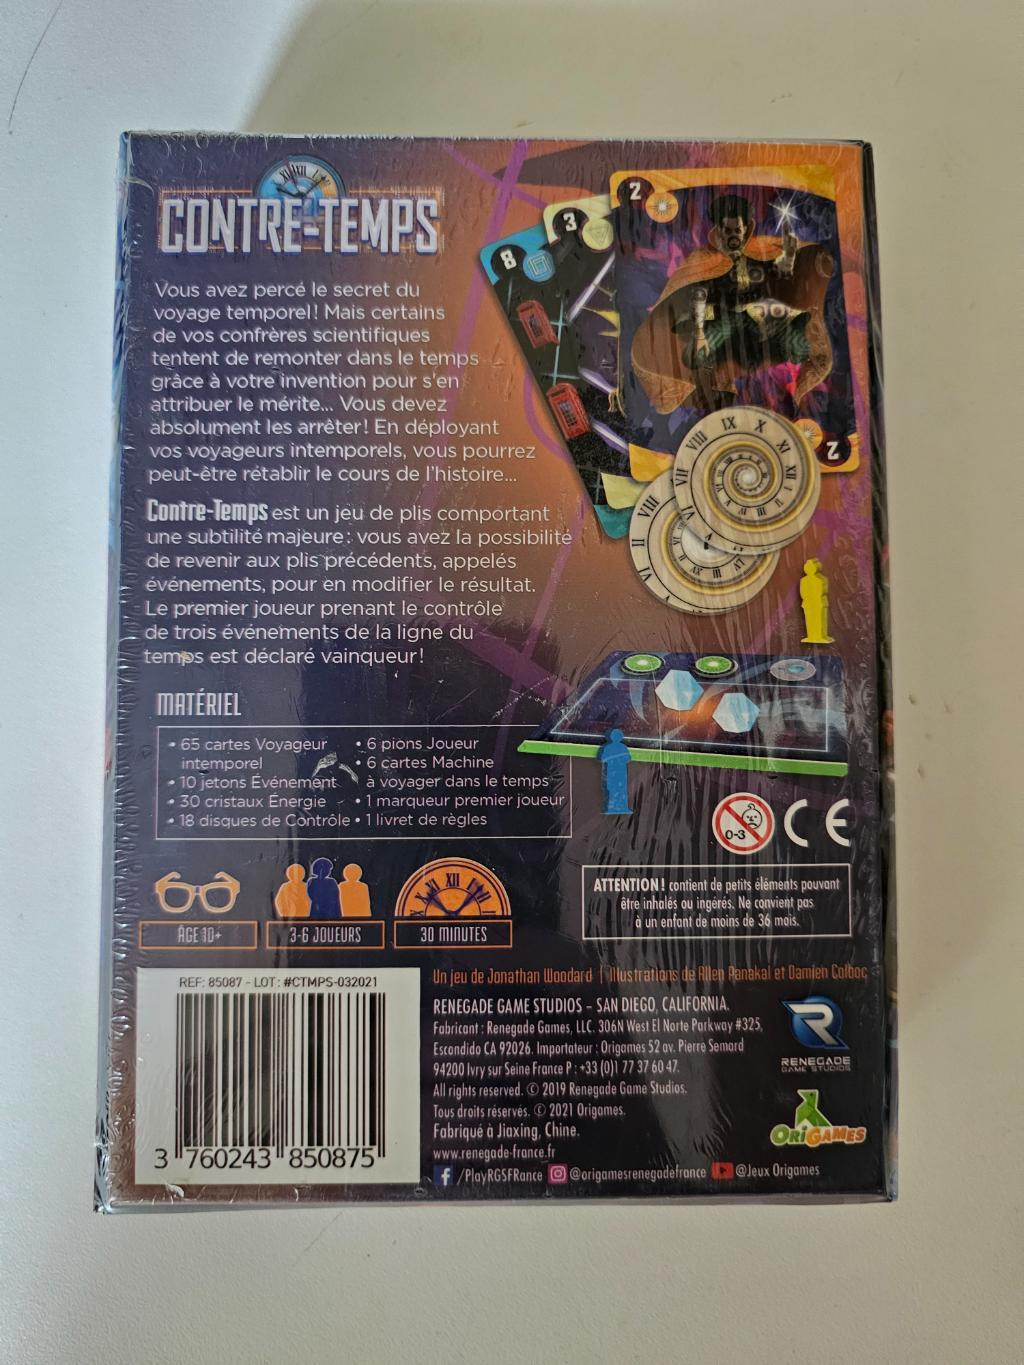 CONTRE-TEMPS
Vous avez percé le secret du
voyage temporel! Mais certains
de vos confrères scientifiques
tentent de remonter dans le temps
grâce à votre invention pour s'en
attribuer le mérite... Vous devez
absolument les arrêter! En déployant
vos voyageurs intemporels, vous pourrez
peut-être rétablir le cours de l'histoire...
Contre-Temps est un jeu de plis comportant
une subtilité majeure: vous avez la possibilité
de revenir aux plis précédents, appelés
événements, pour en modifier le résultat.
Le premier joueur prenant le contrôle
de trois événements de la ligne du
temps est déclaré vainqueur!
8
3
2
2
MATÉRIEL
• 65 cartes Voyageur
intemporel
• 10 jetons Événement
• 30 cristaux Énergie
• 18 disques de Contrôle
• 6 pions Joueur
• 6 cartes Machine
à voyager dans le temps
• 1 marqueur premier joueur
• 1 livret de règles
0-3
CE
ATTENTION! contient de petits éléments pouvant
être inhalés ou ingérés. Ne convient pas
à un enfant de moins de 36 mois.
ÂGE 10+
3-6 JOUEURS
30 MINUTES
REF: 85087 - LOT: #CTMPS-032021
3 760243 850875
Un jeu de Jonathan Woodard | Illustrations de Allen Panakal et Damien Colboc
RENEGADE GAME STUDIOS – SAN DIEGO, CALIFORNIA.
Fabricant : Renegade Games, LLC. 306N West El Norte Parkway #325,
Escandido CA 92026. Importateur : Origames 52 av. Pierre Semard
94200 Ivry sur Seine France P : +33 (0)1 77 37 60 47.
All rights reserved. © 2019 Renegade Game Studios.
Tous droits réservés. © 2021 Origames.
Fabriqué à Jiaxing, Chine.
www.renegade-france.fr
/PlayRGSFRance @origamesrenegadefrance @Jeux Origames
RENEGADE
GAME STUDIOS
ORIGAMES